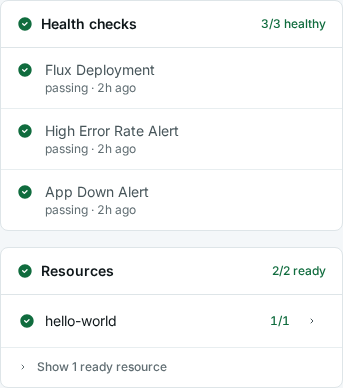 Health checks 3/3 healthy
Flux Deployment
passing · 2h ago
High Error Rate Alert
passing · 2h ago
App Down Alert
passing · 2h ago
Resources 2/2 ready
hello-world 1/1
Show 1 ready resource